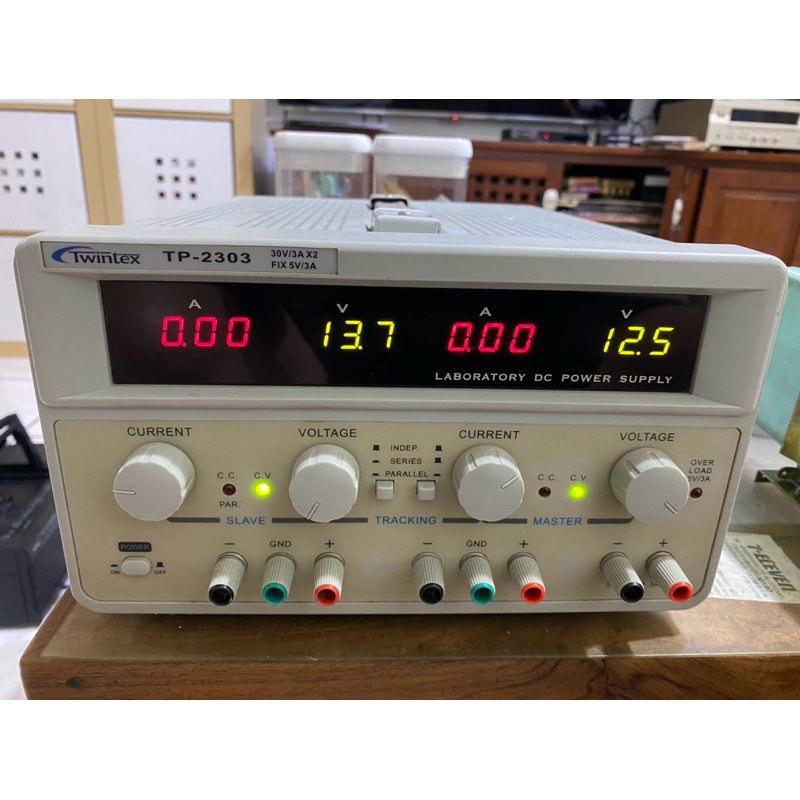 Twintex TP-2303 30V/3A X2
FIX 5V/3A
A V A V
0.00 13.7 0.00 12.5
LABORATORY DC POWER SUPPLY
CURRENT VOLTAGE CURRENT VOLTAGE
INDEP.
SERIES
PARALLEL
C.C. C.V. C.C. C.V.
OVER
LOAD
5V/3A
PAR.
SLAVE TRACKING MASTER
POWER
ON OFF
− GND + − GND + − +
7-ELEVEN